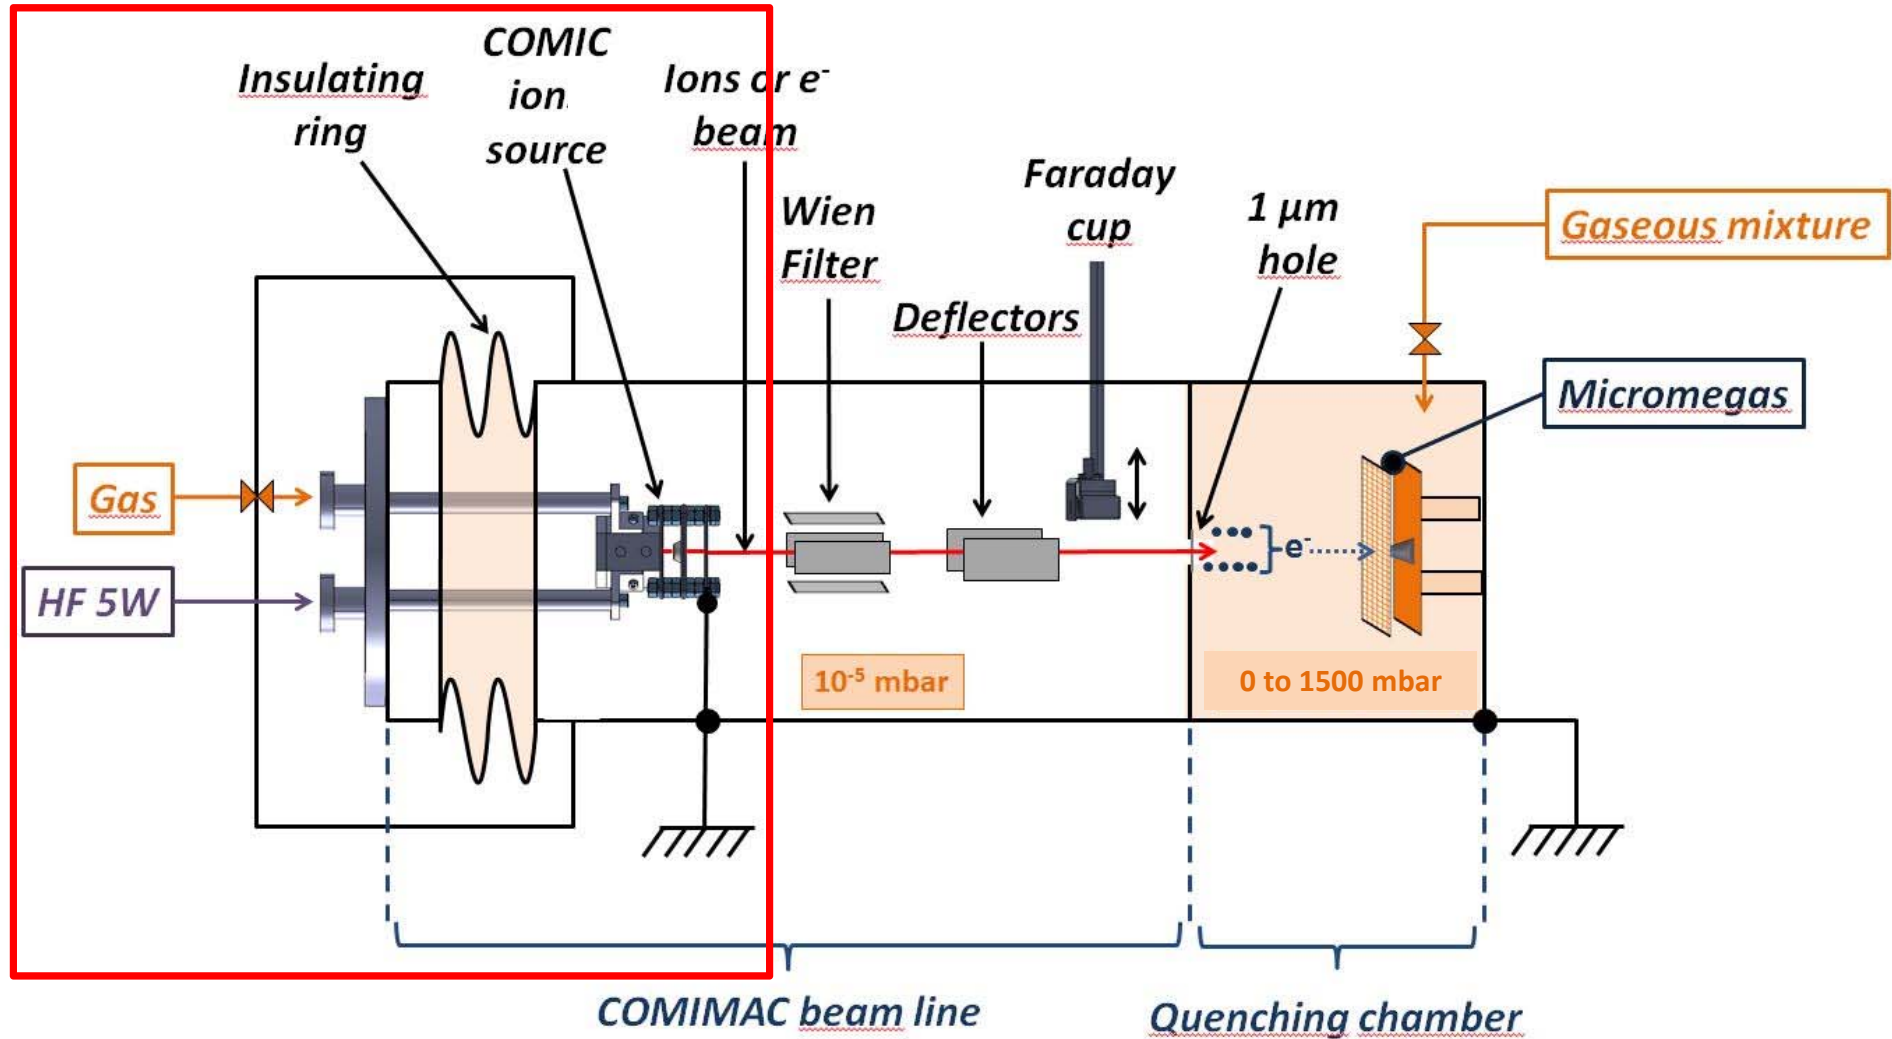 COMIC
ion
source
Insulating
ring
Ions or e⁻
beam
Wien
Filter
Faraday
cup
1 µm
hole
Deflectors
Gaseous mixture
Micromegas
Gas
HF 5W
e⁻
10⁻⁵ mbar
0 to 1500 mbar
COMIMAC beam line
Quenching chamber